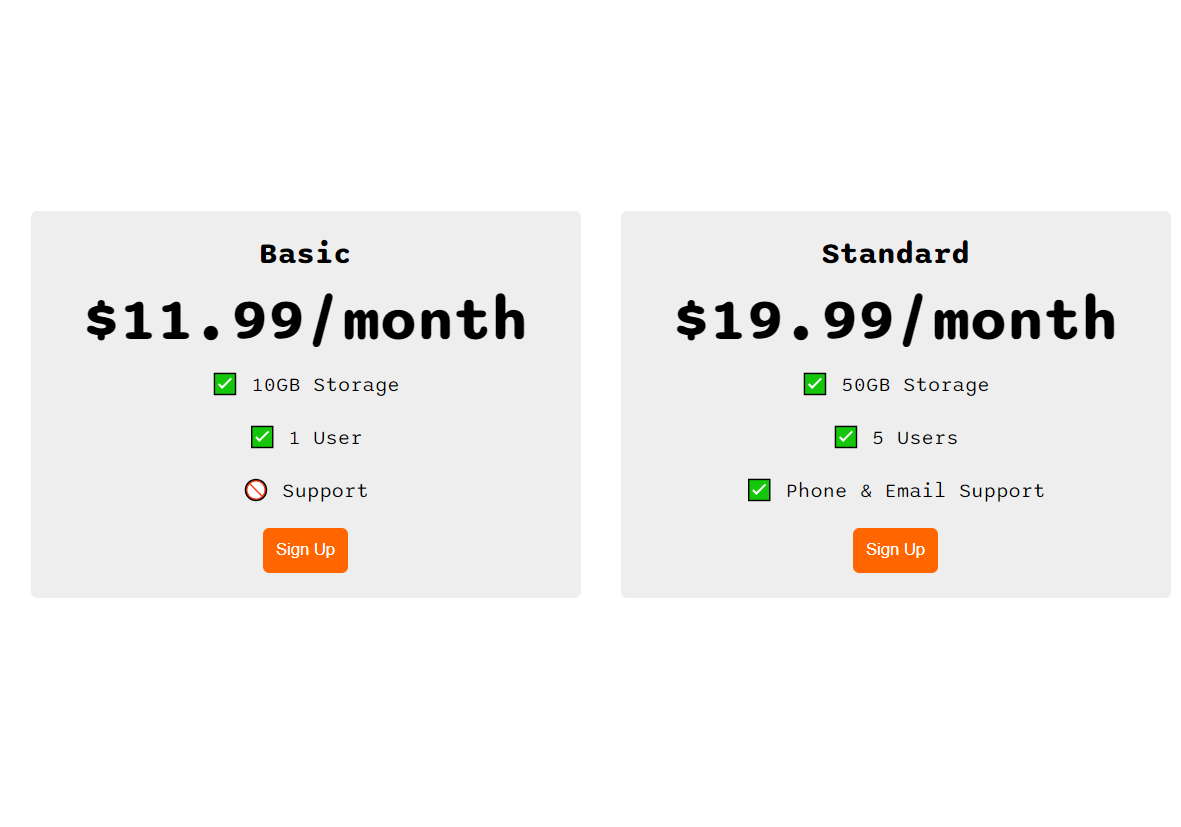 Basic
$11.99/month
✅ 10GB Storage
✅ 1 User
🚫 Support
Sign Up
Standard
$19.99/month
✅ 50GB Storage
✅ 5 Users
✅ Phone & Email Support
Sign Up